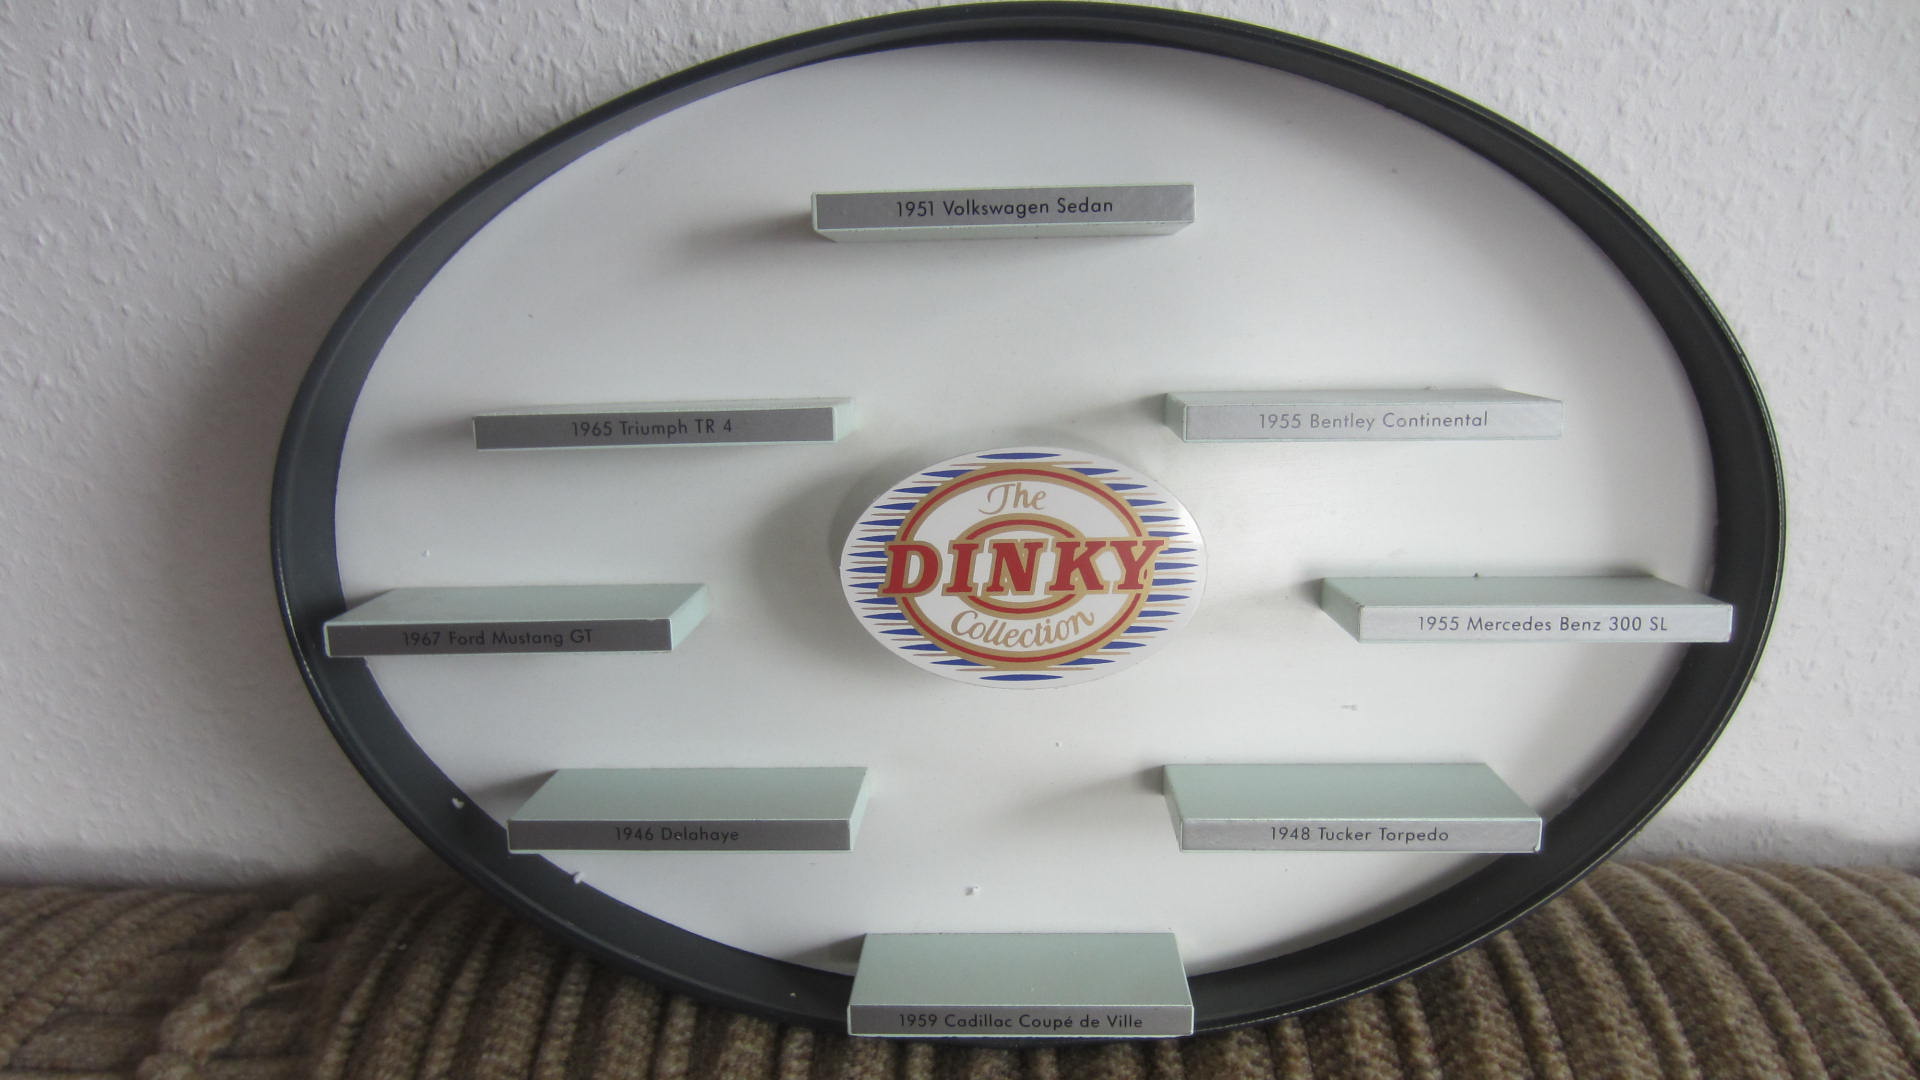 1951 Volkswagen Sedan
1965 Triumph TR 4
1955 Bentley Continental
The
DINKY
Collection
1967 Ford Mustang GT
1955 Mercedes Benz 300 SL
1946 Delahaye
1948 Tucker Torpedo
1959 Cadillac Coupé de Ville